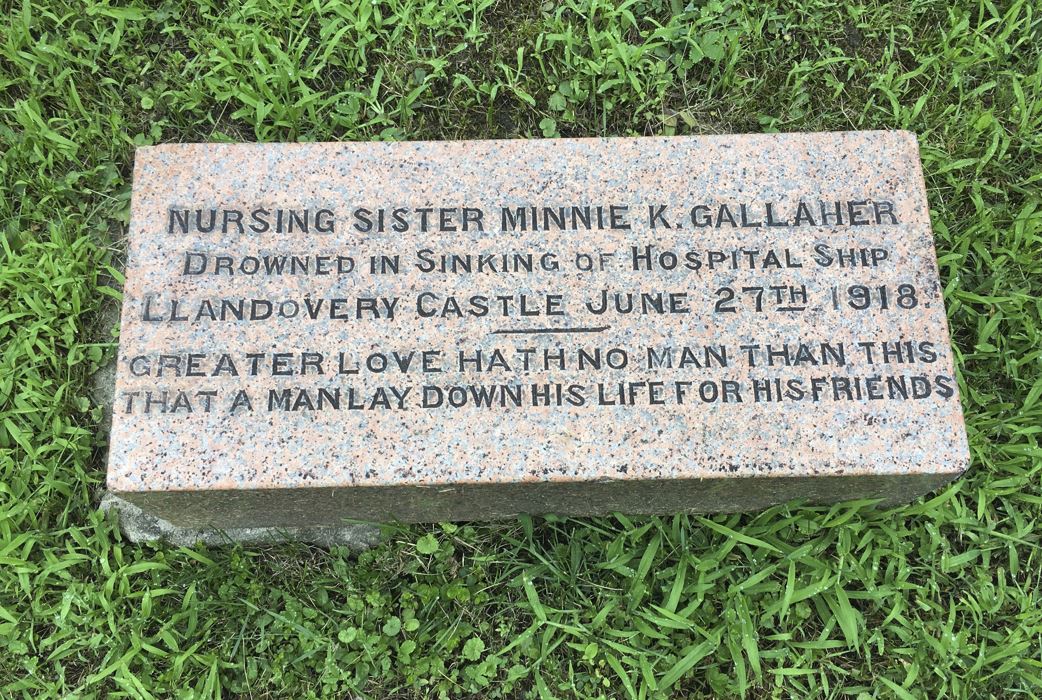 NURSING SISTER MINNIE K. GALLAHER
DROWNED IN SINKING OF HOSPITAL SHIP
LLANDOVERY CASTLE JUNE 27TH 1918.
GREATER LOVE HATH NO MAN THAN THIS
THAT A MAN LAY DOWN HIS LIFE FOR HIS FRIENDS